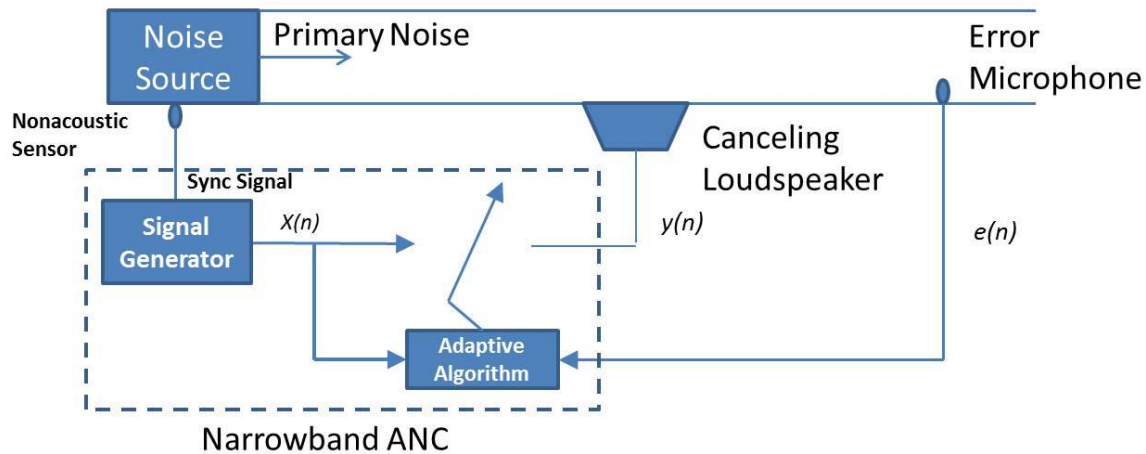 Noise
Source
Primary Noise
Error
Microphone
Nonacoustic
Sensor
Canceling
Loudspeaker
Sync Signal
Signal
Generator
X(n)
y(n)
e(n)
Adaptive
Algorithm
Narrowband ANC